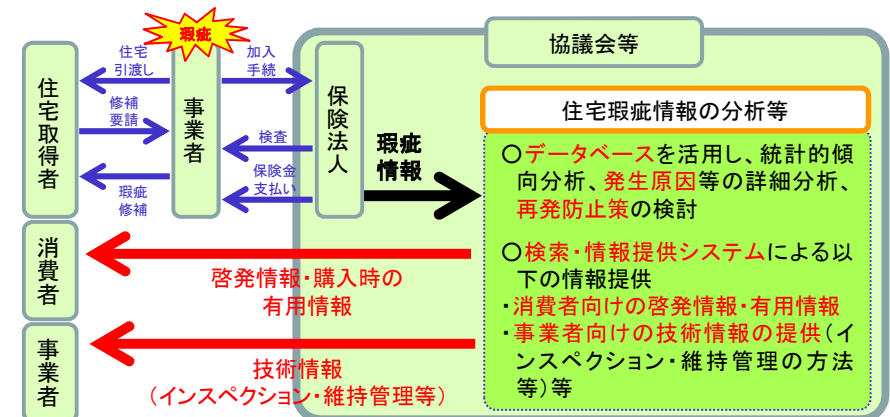 瑕疵
協議会等
住宅
引渡し
加入
手続
住宅取得者
修補
要請
事業者
検査
保険法人
保険金
支払い
瑕疵
修補
瑕疵
情報
住宅瑕疵情報の分析等
〇データベースを活用し、統計的傾
向分析、発生原因等の詳細分析、
再発防止策の検討
〇検索・情報提供システムによる以
下の情報提供
・消費者向けの啓発情報・有用情報
・事業者向けの技術情報の提供(イ
ンスペクション・維持管理の方法
等)等
消費者
啓発情報・購入時の
有用情報
事業者
技術情報
(インスペクション・維持管理等)